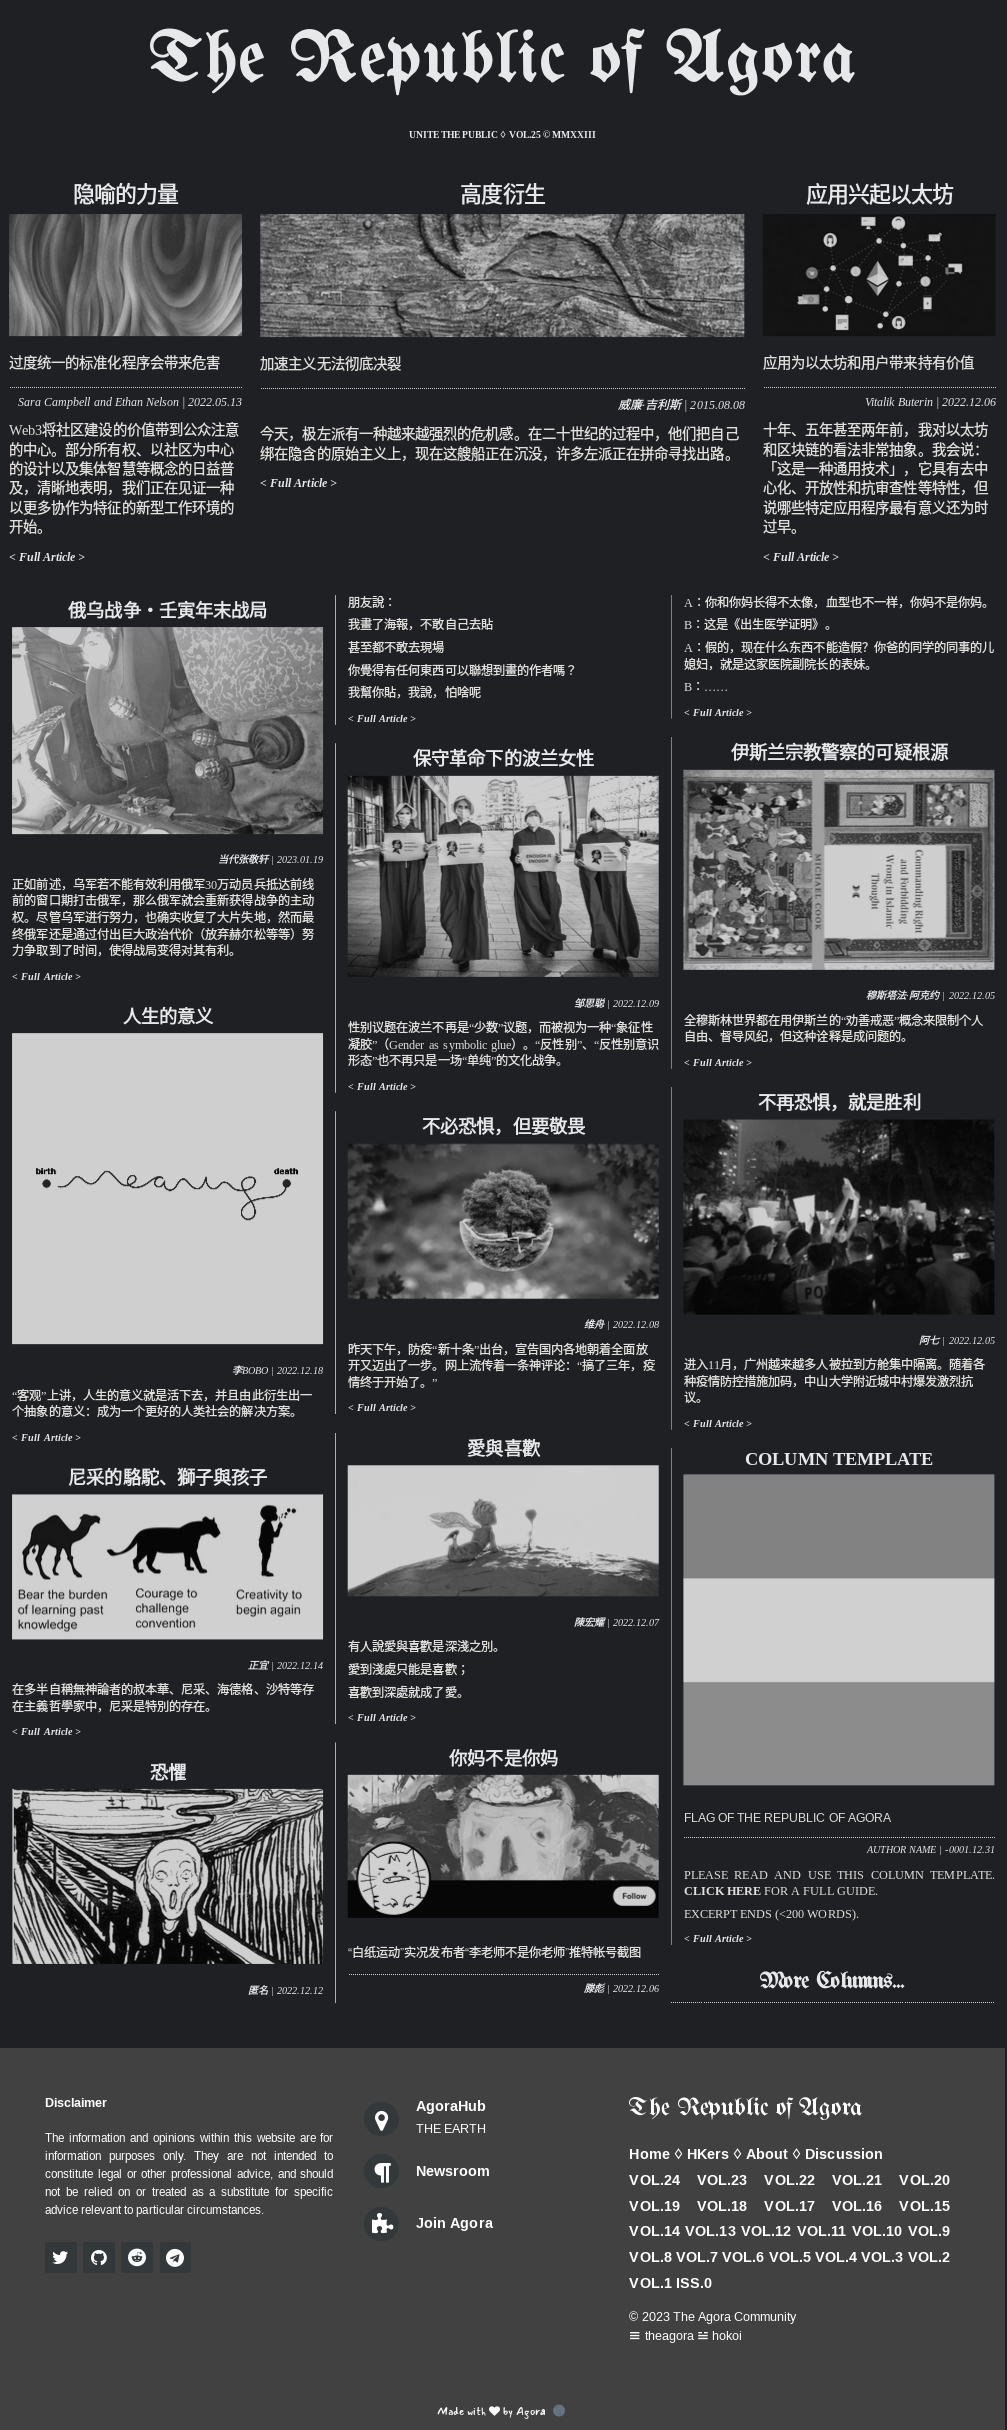 The Republic of Agora
UNITE THE PUBLIC ◊ VOL.25 © MMXXIII
隐喻的力量
过度统一的标准化程序会带来危害
Sara Campbell and Ethan Nelson | 2022.05.13
Web3将社区建设的价值带到公众注意
的中心。部分所有权、以社区为中心
的设计以及集体智慧等概念的日益普
及，清晰地表明，我们正在见证一种
以更多协作为特征的新型工作环境的
开始。
< Full Article >
高度衍生
加速主义无法彻底决裂
威廉·吉利斯 | 2015.08.08
今天，极左派有一种越来越强烈的危机感。在二十世纪的过程中，他们把自己
绑在隐含的原始主义上，现在这艘船正在沉没，许多左派正在拼命寻找出路。
< Full Article >
应用兴起以太坊
应用为以太坊和用户带来持有价值
Vitalik Buterin | 2022.12.06
十年、五年甚至两年前，我对以太坊
和区块链的看法非常抽象。我会说：
「这是一种通用技术」，它具有去中
心化、开放性和抗审查性等特性，但
说哪些特定应用程序最有意义还为时
过早。
< Full Article >
俄乌战争・壬寅年末战局
当代张敬轩 | 2023.01.19
正如前述，乌军若不能有效利用俄军30万动员兵抵达前线
前的窗口期打击俄军，那么俄军就会重新获得战争的主动
权。尽管乌军进行努力，也确实收复了大片失地，然而最
终俄军还是通过付出巨大政治代价（放弃赫尔松等等）努
力争取到了时间，使得战局变得对其有利。
< Full Article >
人生的意义
birth
meaning
death
李BOBO | 2022.12.18
“客观”上讲，人生的意义就是活下去，并且由此衍生出一
个抽象的意义：成为一个更好的人类社会的解决方案。
< Full Article >
尼采的駱駝、獅子與孩子
Bear the burden
of learning past
knowledge
Courage to
challenge
convention
Creativity to
begin again
正宜 | 2022.12.14
在多半自稱無神論者的叔本華、尼采、海德格、沙特等存
在主義哲學家中，尼采是特別的存在。
< Full Article >
恐懼
匿名 | 2022.12.12
朋友說：
我畫了海報，不敢自己去貼
甚至都不敢去現場
你覺得有任何東西可以聯想到畫的作者嗎？
我幫你貼，我說，怕啥呢
< Full Article >
保守革命下的波兰女性
ENOUGH IS ENOUGH
邹思聪 | 2022.12.09
性别议题在波兰不再是“少数”议题，而被视为一种“象征性
凝胶”（Gender as symbolic glue）。“反性别”、“反性别意识
形态”也不再只是一场“单纯”的文化战争。
< Full Article >
不必恐惧，但要敬畏
维舟 | 2022.12.08
昨天下午，防疫“新十条”出台，宣告国内各地朝着全面放
开又迈出了一步。网上流传着一条神评论：“搞了三年，疫
情终于开始了。”
< Full Article >
愛與喜歡
陳宏耀 | 2022.12.07
有人說愛與喜歡是深淺之別。
愛到淺處只能是喜歡；
喜歡到深處就成了愛。
< Full Article >
你妈不是你妈
Follow
“白纸运动”实况发布者“李老师不是你老师”推特帐号截图
滕彪 | 2022.12.06
A：你和你妈长得不太像，血型也不一样，你妈不是你妈。
B：这是《出生医学证明》。
A：假的，现在什么东西不能造假？你爸的同学的同事的儿
媳妇，就是这家医院副院长的表妹。
B：……
< Full Article >
伊斯兰宗教警察的可疑根源
MICHAEL COOK
Commanding Right
and Forbidding
Wrong in Islamic
Thought
穆斯塔法·阿克约 | 2022.12.05
全穆斯林世界都在用伊斯兰的“劝善戒恶”概念来限制个人
自由、督导风纪，但这种诠释是成问题的。
< Full Article >
不再恐惧，就是胜利
PO
阿七 | 2022.12.05
进入11月，广州越来越多人被拉到方舱集中隔离。随着各
种疫情防控措施加码，中山大学附近城中村爆发激烈抗
议。
< Full Article >
COLUMN TEMPLATE
FLAG OF THE REPUBLIC OF AGORA
AUTHOR NAME | -0001.12.31
PLEASE READ AND USE THIS COLUMN TEMPLATE.
CLICK HERE FOR A FULL GUIDE.
EXCERPT ENDS (<200 WORDS).
< Full Article >
More Columns...
Disclaimer
The information and opinions within this website are for
information purposes only. They are not intended to
constitute legal or other professional advice, and should
not be relied on or treated as a substitute for specific
advice relevant to particular circumstances.
AgoraHub
THE EARTH
Newsroom
Join Agora
The Republic of Agora
Home ◊ HKers ◊ About ◊ Discussion
VOL.24 VOL.23 VOL.22 VOL.21 VOL.20
VOL.19 VOL.18 VOL.17 VOL.16 VOL.15
VOL.14 VOL.13 VOL.12 VOL.11 VOL.10 VOL.9
VOL.8 VOL.7 VOL.6 VOL.5 VOL.4 VOL.3 VOL.2
VOL.1 ISS.0
© 2023 The Agora Community
𝌆 theagora 𝌡 hokoi
Made with ♥ by Agora